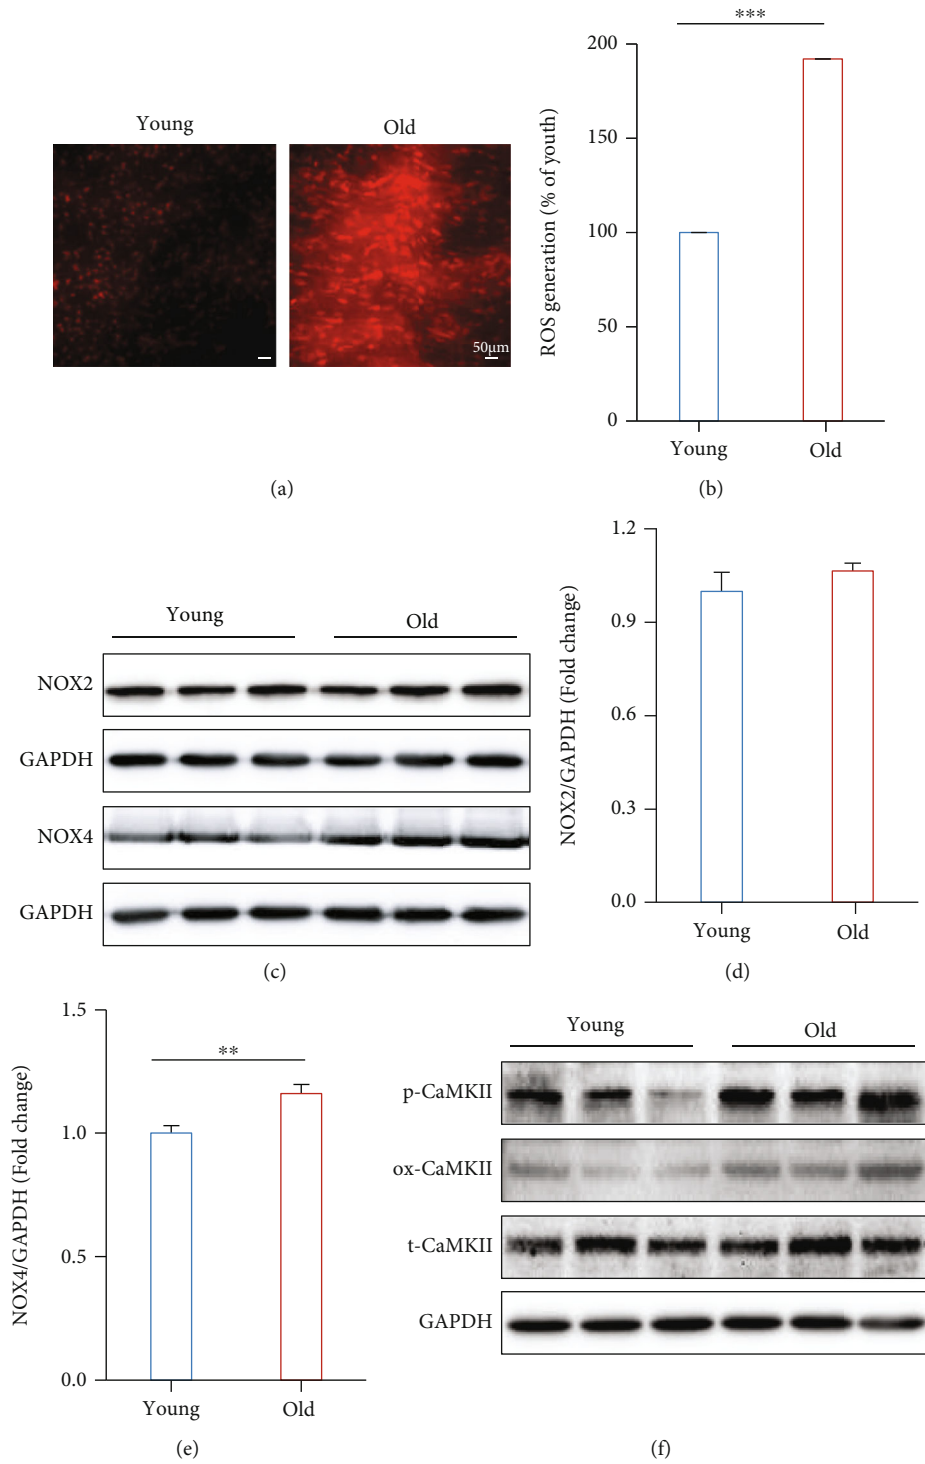 Young
Old
50μm
(a)
***
ROS generation (% of youth)
200
150
100
50
0
Young
Old
(b)
Young
Old
NOX2
GAPDH
NOX4
GAPDH
(c)
NOX2/GAPDH (Fold change)
1.2
0.9
0.6
0.3
0.0
Young
Old
(d)
NOX4/GAPDH (Fold change)
1.5
1.0
0.5
0.0
**
Young
Old
(e)
Young
Old
p-CaMKII
ox-CaMKII
t-CaMKII
GAPDH
(f)